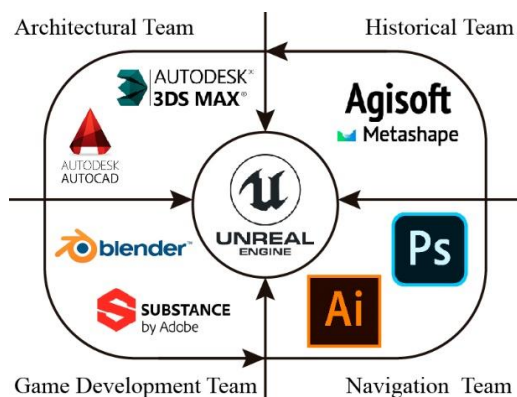 Architectural Team
Historical Team
AUTODESK®
3DS MAX®
Agisoft
Metashape
AUTODESK
AUTOCAD
UNREAL
ENGINE
blender™
Ps
SUBSTANCE
by Adobe
Ai
Game Development Team
Navigation Team